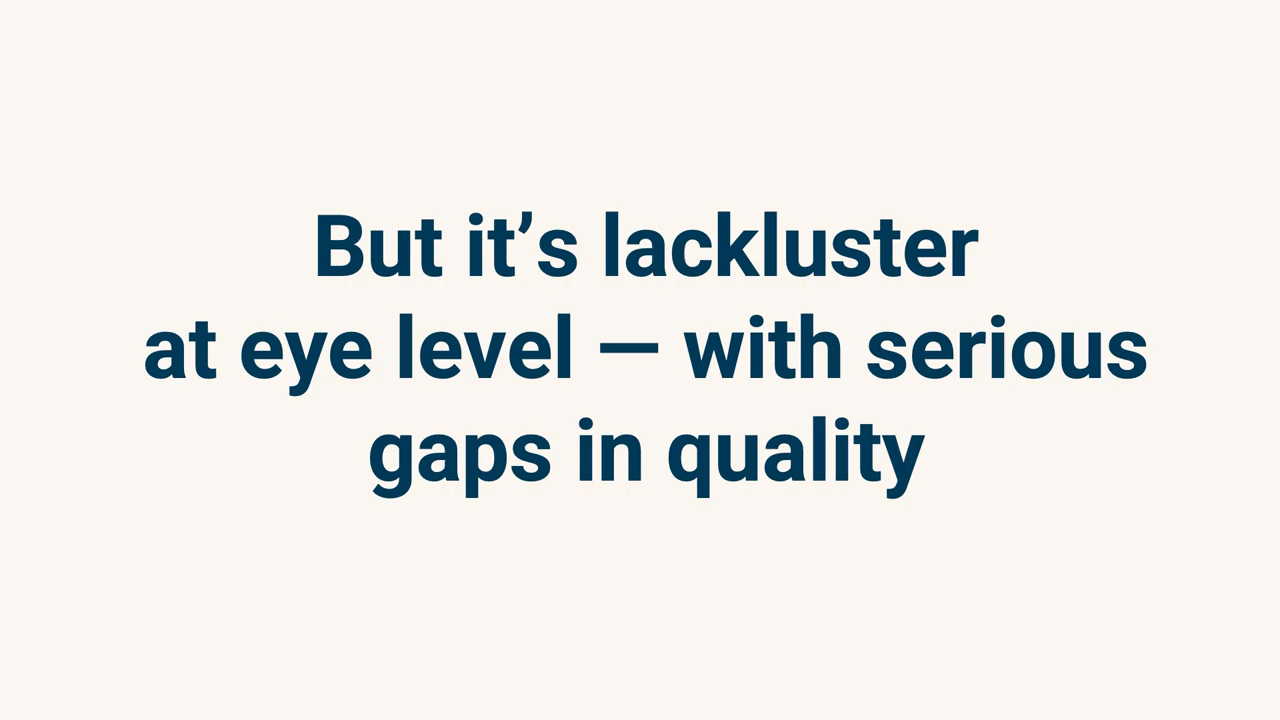 But it’s lackluster
at eye level — with serious
gaps in quality